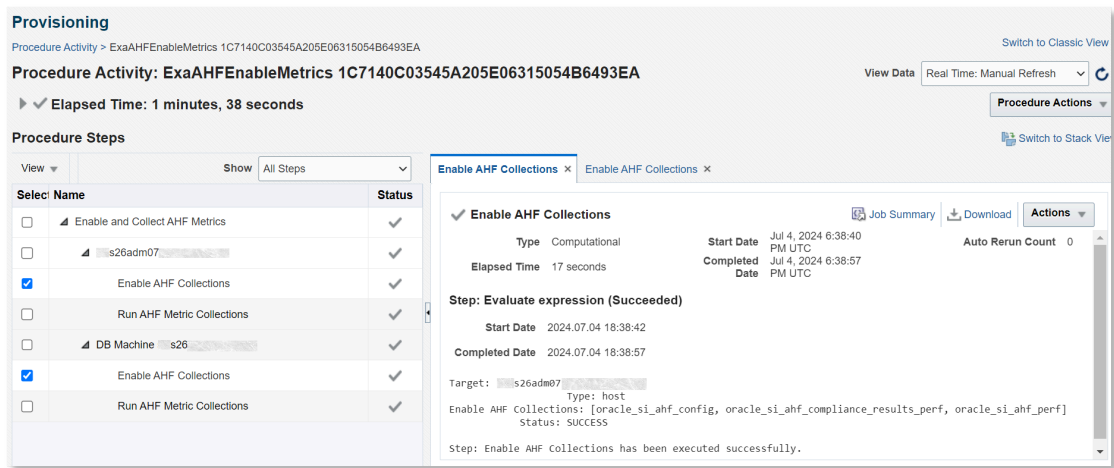 Provisioning
Procedure Activity > ExaAHFEnableMetrics 1C7140C03545A205E06315054B6493EA
Switch to Classic View
Procedure Activity: ExaAHFEnableMetrics 1C7140C03545A205E06315054B6493EA
View Data Real Time: Manual Refresh
Elapsed Time: 1 minutes, 38 seconds
Procedure Actions
Procedure Steps
Switch to Stack Vie
View Show All Steps
Select Name Status
Enable and Collect AHF Metrics
s26adm07
Enable AHF Collections
Run AHF Metric Collections
DB Machine s26
Enable AHF Collections
Run AHF Metric Collections
Enable AHF Collections × Enable AHF Collections ×
Enable AHF Collections
Job Summary Download Actions
Type Computational
Start Date Jul 4, 2024 6:38:40 PM UTC
Auto Rerun Count 0
Elapsed Time 17 seconds
Completed Date Jul 4, 2024 6:38:57 PM UTC
Step: Evaluate expression (Succeeded)
Start Date 2024.07.04 18:38:42
Completed Date 2024.07.04 18:38:57
Target: s26adm07
Type: host
Enable AHF Collections: [oracle_si_ahf_config, oracle_si_ahf_compliance_results_perf, oracle_si_ahf_perf]
Status: SUCCESS
Step: Enable AHF Collections has been executed successfully.